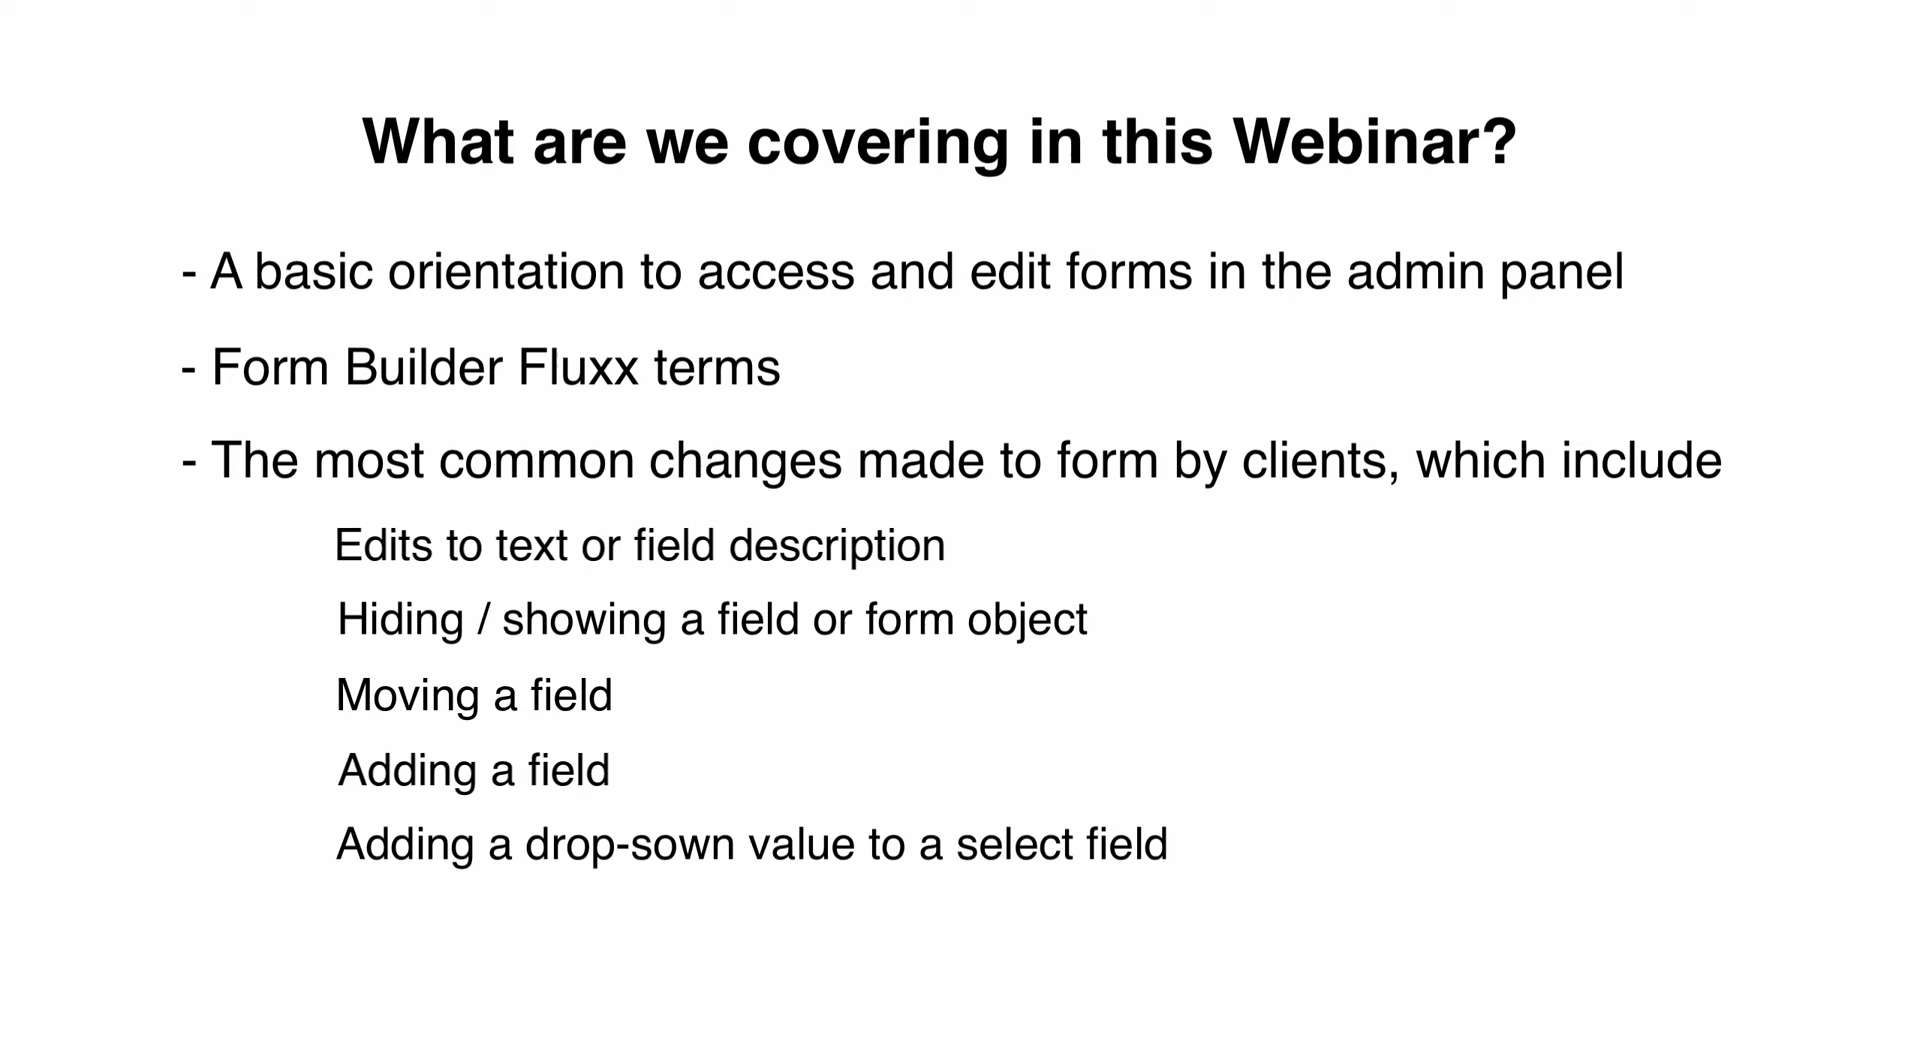 What are we covering in this Webinar?
- A basic orientation to access and edit forms in the admin panel
- Form Builder Fluxx terms
- The most common changes made to form by clients, which include
Edits to text or field description
Hiding / showing a field or form object
Moving a field
Adding a field
Adding a drop-sown value to a select field